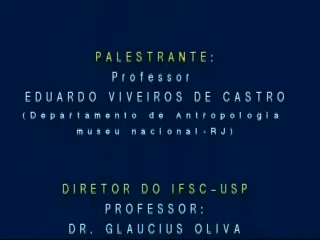 PALESTRANTE:
Professor
EDUARDO VIVEIROS DE CASTRO
(Departamento de Antropologia
museu nacional-RJ)
DIRETOR DO IFSC-USP
PROFESSOR:
DR. GLAUCIUS OLIVA